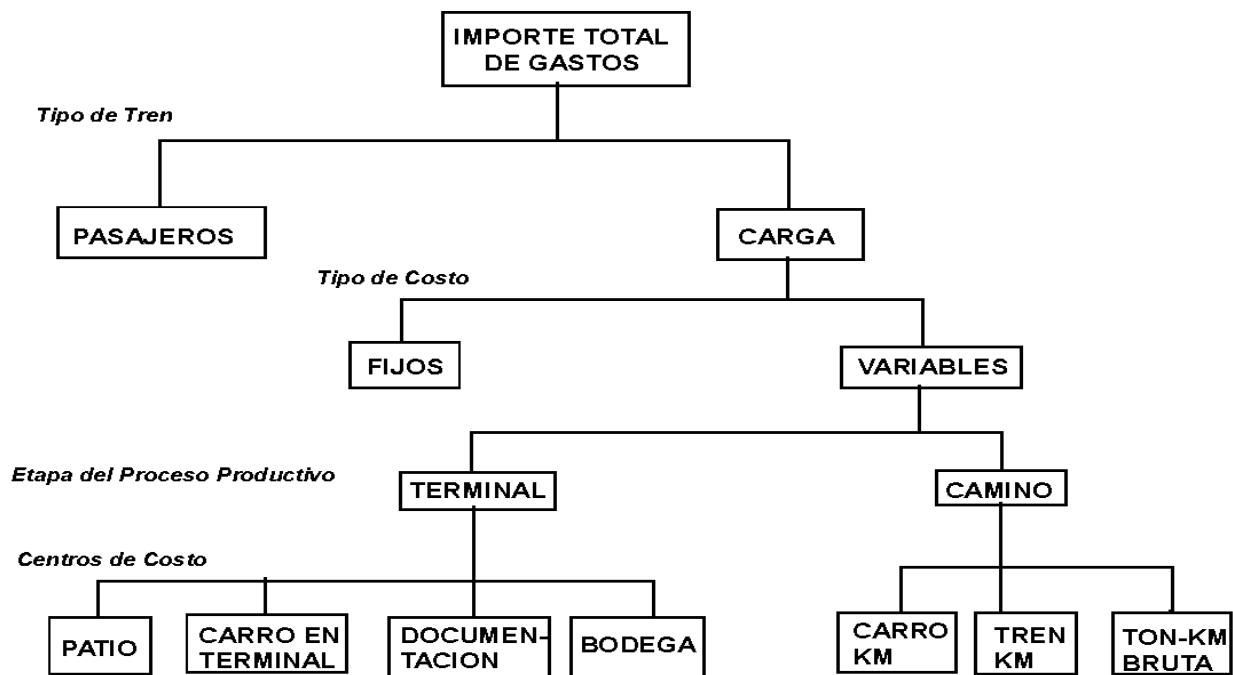 IMPORTE TOTAL
DE GASTOS
Tipo de Tren
PASAJEROS
CARGA
Tipo de Costo
FIJOS
VARIABLES
Etapa del Proceso Productivo
TERMINAL
CAMINO
Centros de Costo
PATIO
CARRO EN
TERMINAL
DOCUMEN-
TACION
BODEGA
CARRO
KM
TREN
KM
TON-KM
BRUTA